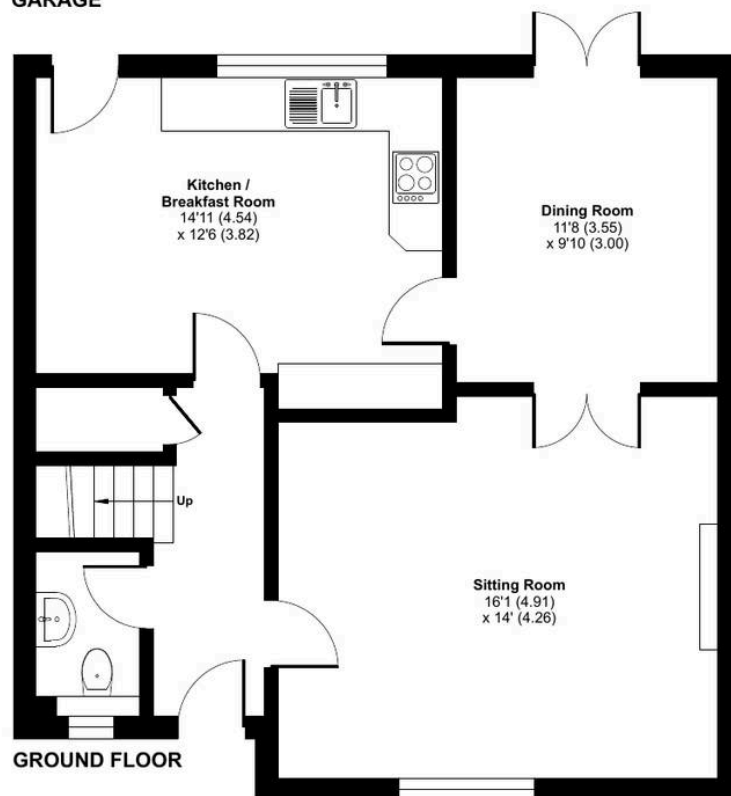 GARAGE
Kitchen /
Breakfast Room
14'11 (4.54)
x 12'6 (3.82)
Dining Room
11'8 (3.55)
x 9'10 (3.00)
Up
Sitting Room
16'1 (4.91)
x 14' (4.26)
GROUND FLOOR